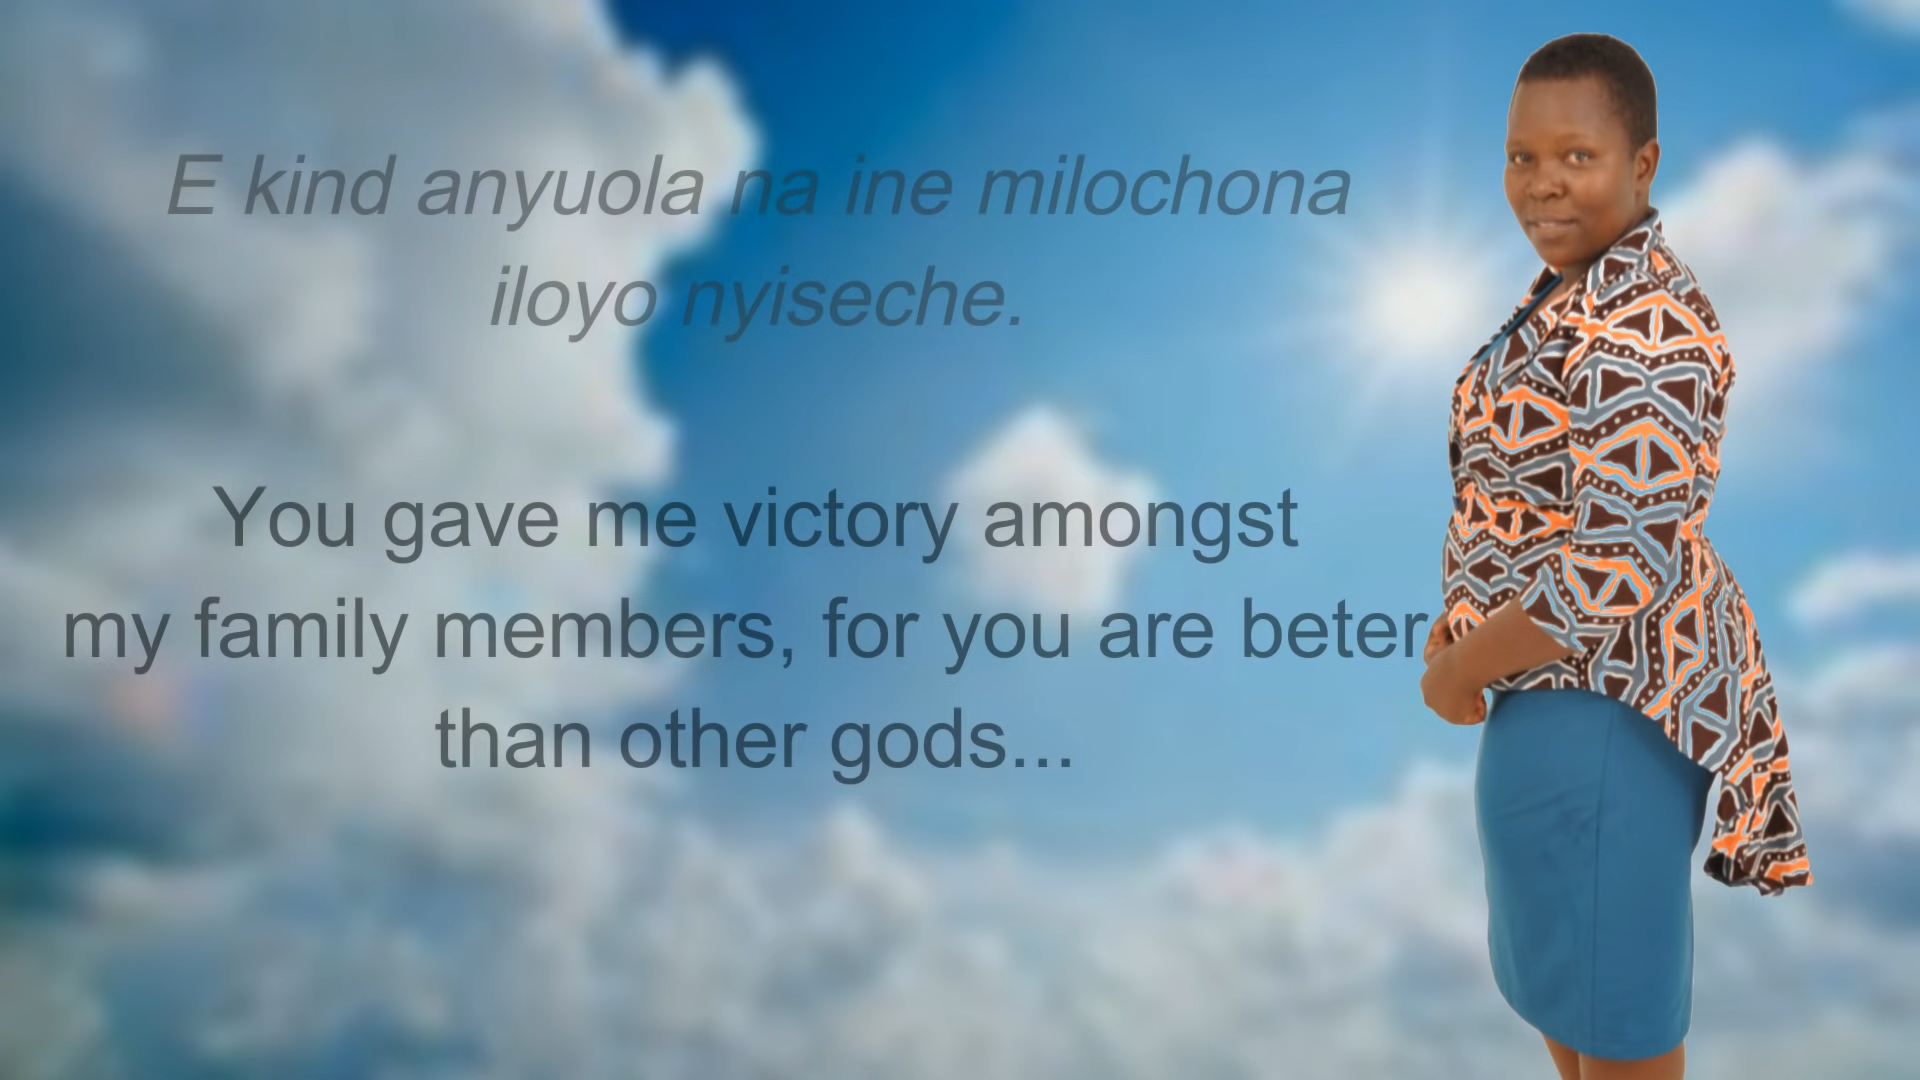 E kind anyuola na ine milochona
iloyo nyiseche.
You gave me victory amongst
my family members, for you are beter
than other gods...